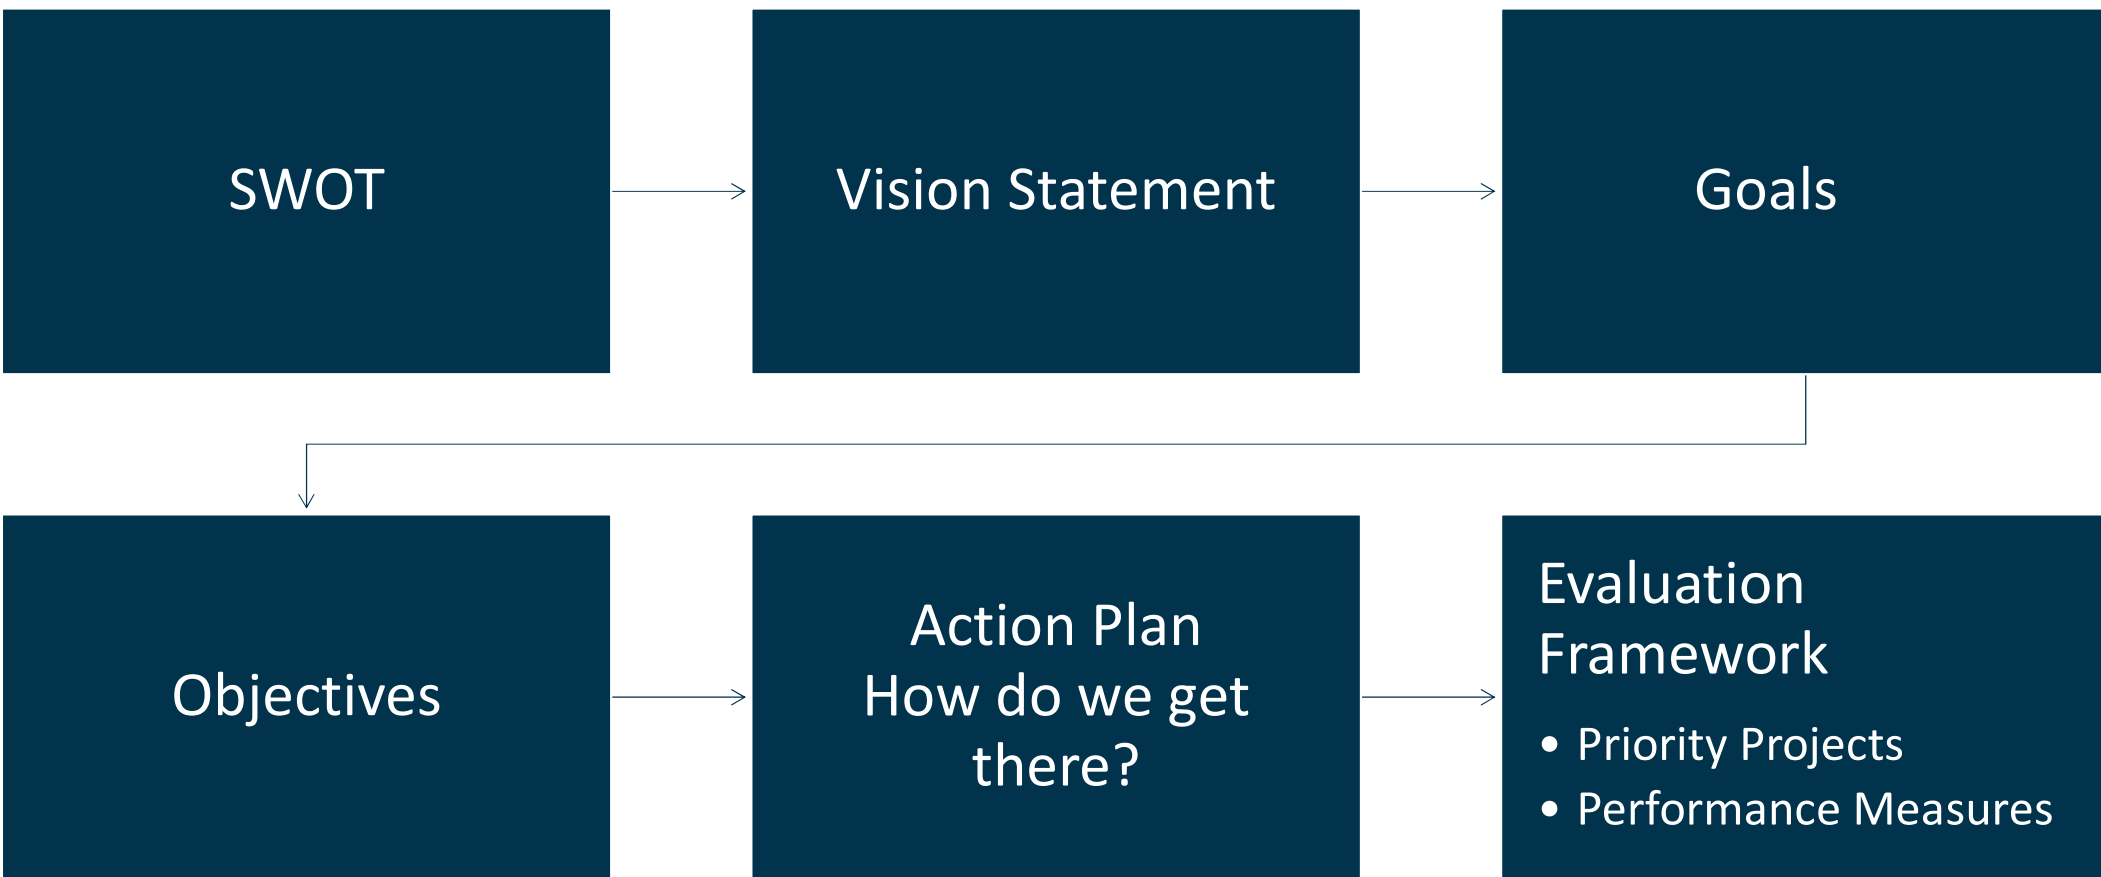 SWOT
Vision Statement
Goals
Objectives
Action Plan
How do we get
there?
Evaluation
Framework
• Priority Projects
• Performance Measures